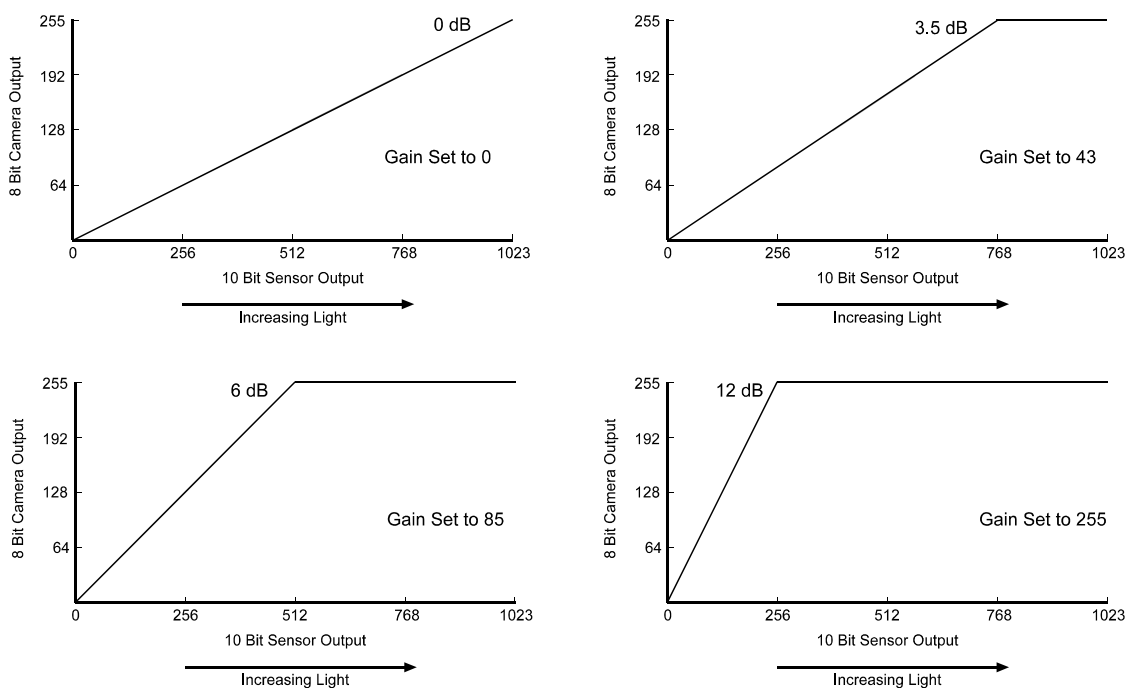 255
192
128
64
8 Bit Camera Output
0 dB
Gain Set to 0
0 256 512 768 1023
10 Bit Sensor Output
Increasing Light
255
192
128
64
8 Bit Camera Output
3.5 dB
Gain Set to 43
0 256 512 768 1023
10 Bit Sensor Output
Increasing Light
255
192
128
64
8 Bit Camera Output
6 dB
Gain Set to 85
0 256 512 768 1023
10 Bit Sensor Output
Increasing Light
255
192
128
64
8 Bit Camera Output
12 dB
Gain Set to 255
0 256 512 768 1023
10 Bit Sensor Output
Increasing Light